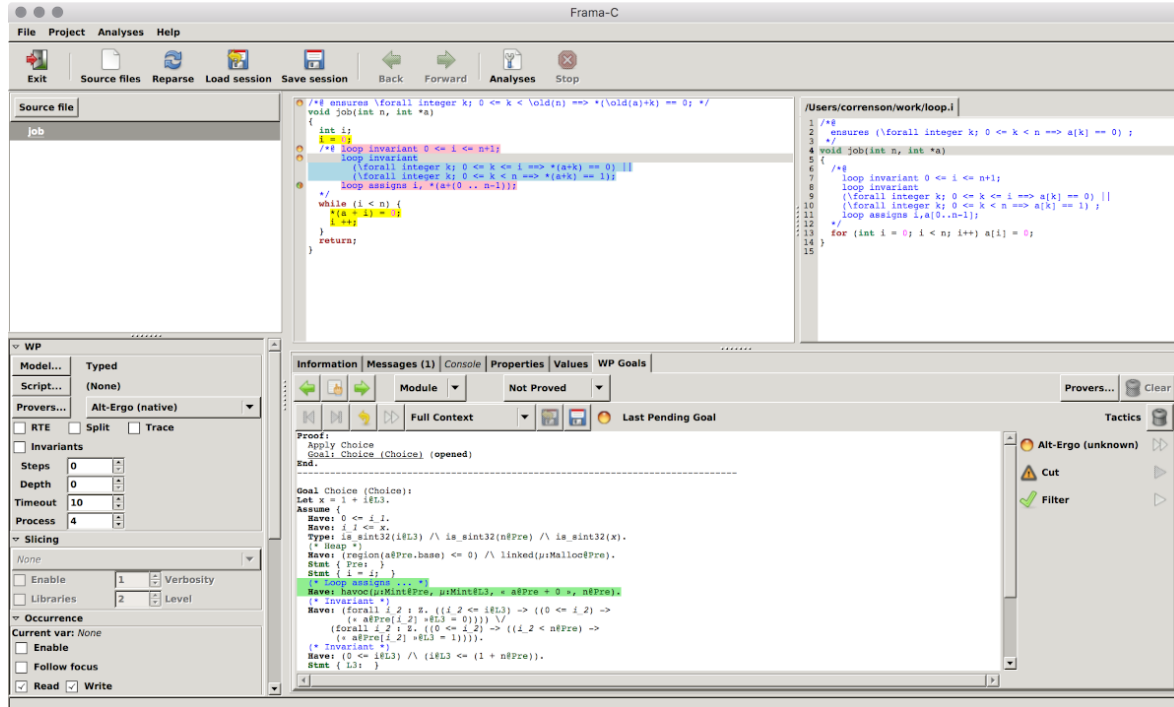 Frama-C
File Project Analyses Help
Exit Source files Reparse Load session Save session Back Forward Analyses Stop
Source file
job
/*@ ensures \forall integer k; 0 <= k < \old(n) ==> *(\old(a)+k) == 0; */
void job(int n, int *a)
{
int i;
i = 0;
/*@ loop invariant 0 <= i <= n+1;
loop invariant
(\forall integer k; 0 <= k <= i ==> *(a+k) == 0) ||
(\forall integer k; 0 <= k < n ==> *(a+k) == 1);
loop assigns i, *(a+(0 .. n-1));
*/
while (i < n) {
*(a + i) = 0;
i ++;
}
return;
}
/Users/correnson/work/loop.i
1 /*@
2 ensures (\forall integer k; 0 <= k < n ==> a[k] == 0) ;
3 */
4 void job(int n, int *a)
5 {
6 /*@
7 loop invariant 0 <= i <= n+1;
8 loop invariant
9 (\forall integer k; 0 <= k <= i ==> a[k] == 0) ||
10 (\forall integer k; 0 <= k < n ==> a[k] == 1) ;
11 loop assigns i,a[0..n-1];
12 */
13 for (int i = 0; i < n; i++) a[i] = 0;
14 }
15
WP
Model... Typed
Script... (None)
Provers... Alt-Ergo (native)
RTE Split Trace
Invariants
Steps 0
Depth 0
Timeout 10
Process 4
Slicing
None
Enable 1 Verbosity
Libraries 2 Level
Occurrence
Current var: None
Enable
Follow focus
Read Write
Information Messages (1) Console Properties Values WP Goals
Module Not Proved Provers... Clear
Full Context Last Pending Goal Tactics
Proof:
Apply Choice
Goal: Choice (Choice) (opened)
End.
--------------------------------------------------------------------------------
Goal Choice (Choice):
Let x = 1 + i@L3.
Assume {
Have: 0 <= i_1.
Have: i_1 <= x.
Type: is_sint32(i@L3) /\ is_sint32(n@Pre) /\ is_sint32(x).
(* Heap *)
Have: (region(a@Pre.base) <= 0) /\ linked(µ:Malloc@Pre).
Stmt { Pre: }
Stmt { i = i; }
(* Loop assigns ... *)
Have: havoc(µ:Mint@Pre, µ:Mint@L3, « a@Pre + 0 », n@Pre).
(* Invariant *)
Have: (forall i_2 : Z. ((i_2 <= i@L3) -> ((0 <= i_2) ->
(« a@Pre[i_2] »@L3 = 0)))) \/
(forall i_2 : Z. ((0 <= i_2) -> ((i_2 < n@Pre) ->
(« a@Pre[i_2] »@L3 = 1)))).
(* Invariant *)
Have: (0 <= i@L3) /\ (i@L3 <= (1 + n@Pre)).
Stmt { L3: }
Alt-Ergo (unknown)
Cut
Filter